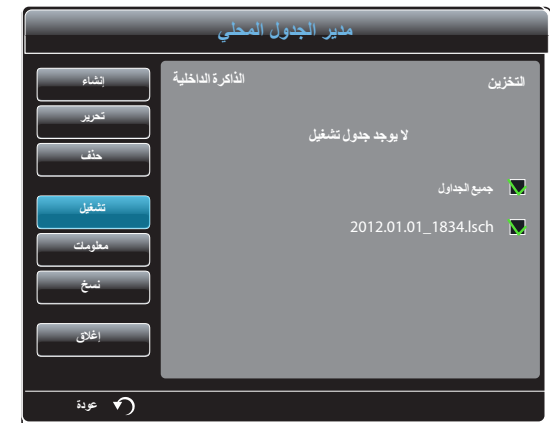 مدير الجدول المحلي
التخزين
الذاكرة الداخلية
لا يوجد جدول تشغيل
جميع الجداول
2012.01.01_1834.lsch
إنشاء
تحرير
حذف
تشغيل
معلومات
نسخ
إغلاق
عودة